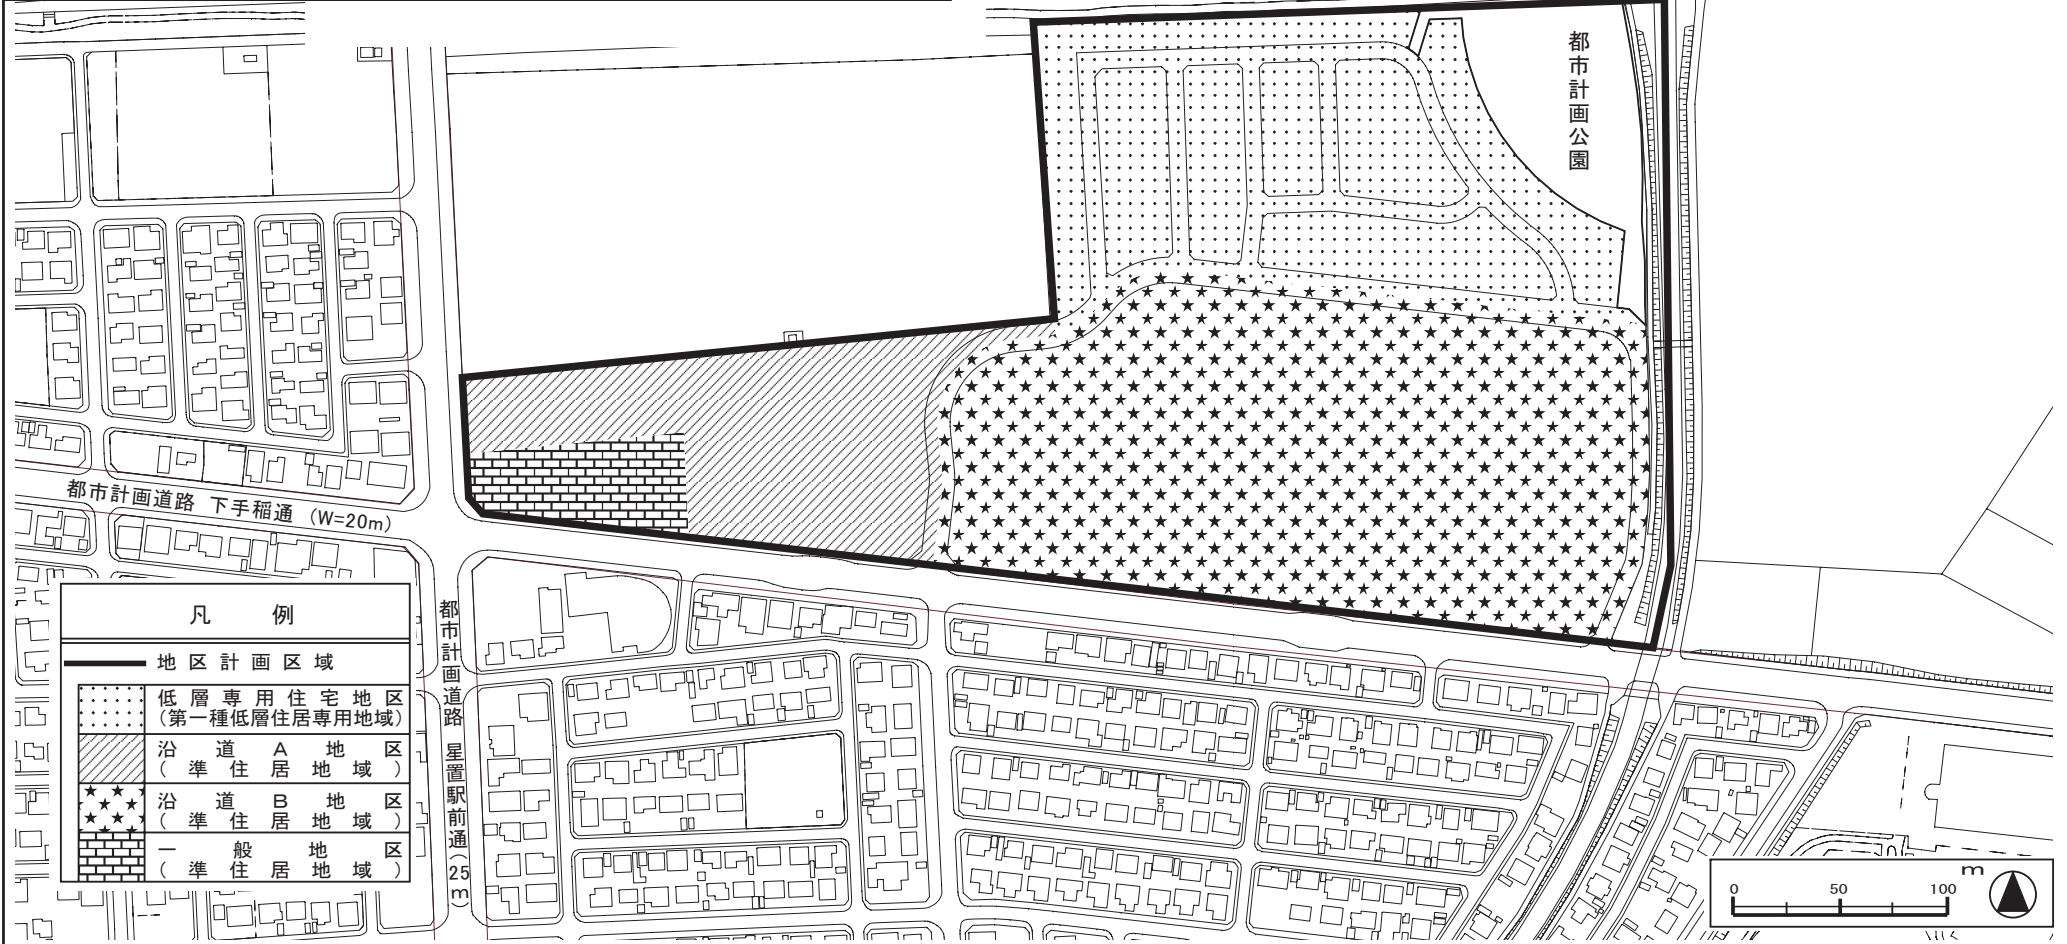 都市計画公園
都市計画道路 下手稲通 (W=20m)
都市計画道路 星置駅前通(25m)
凡 例
地区計画区域
低層専用住宅地区
(第一種低層住居専用地域)
沿道A地区
(準住居地域)
沿道B地区
(準住居地域)
一般地区
(準住居地域)
m
0 50 100